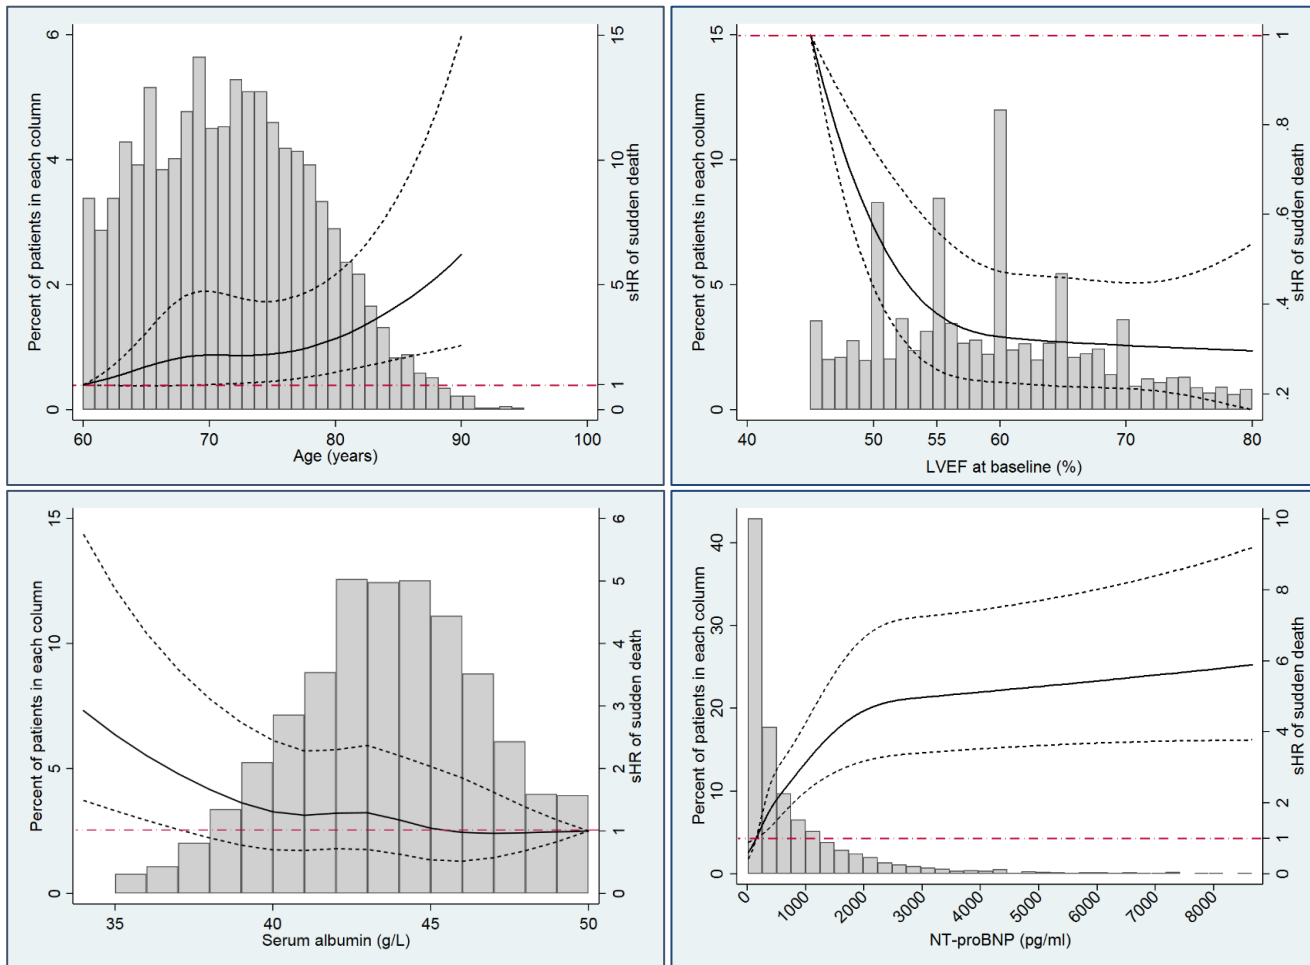 Percent of patients in each column
0 2 4 6
60 70 80 90 100
Age (years)
0 1 5 10 15
sHR of sudden death
Percent of patients in each column
0 5 10 15
40 50 55 60 70 80
LVEF at baseline (%)
.2 .4 .6 .8 1
sHR of sudden death
Percent of patients in each column
0 5 10 15
35 40 45 50
Serum albumin (g/L)
0 1 2 3 4 5 6
sHR of sudden death
Percent of patients in each column
0 10 20 30 40
0 1000 2000 3000 4000 5000 6000 7000 8000
NT-proBNP (pg/ml)
0 1 2 4 6 8 10
sHR of sudden death